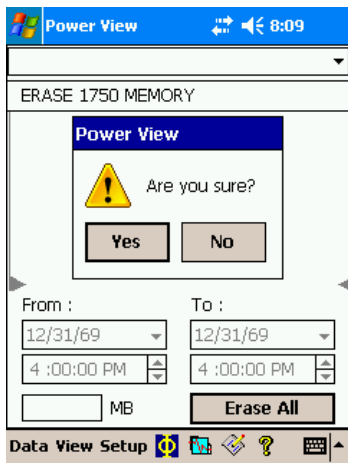 Power View 8:09
ERASE 1750 MEMORY
Power View
Are you sure?
Yes No
From : To :
12/31/69 12/31/69
4 :00:00 PM 4 :00:00 PM
MB Erase All
Data View Setup Φ ?